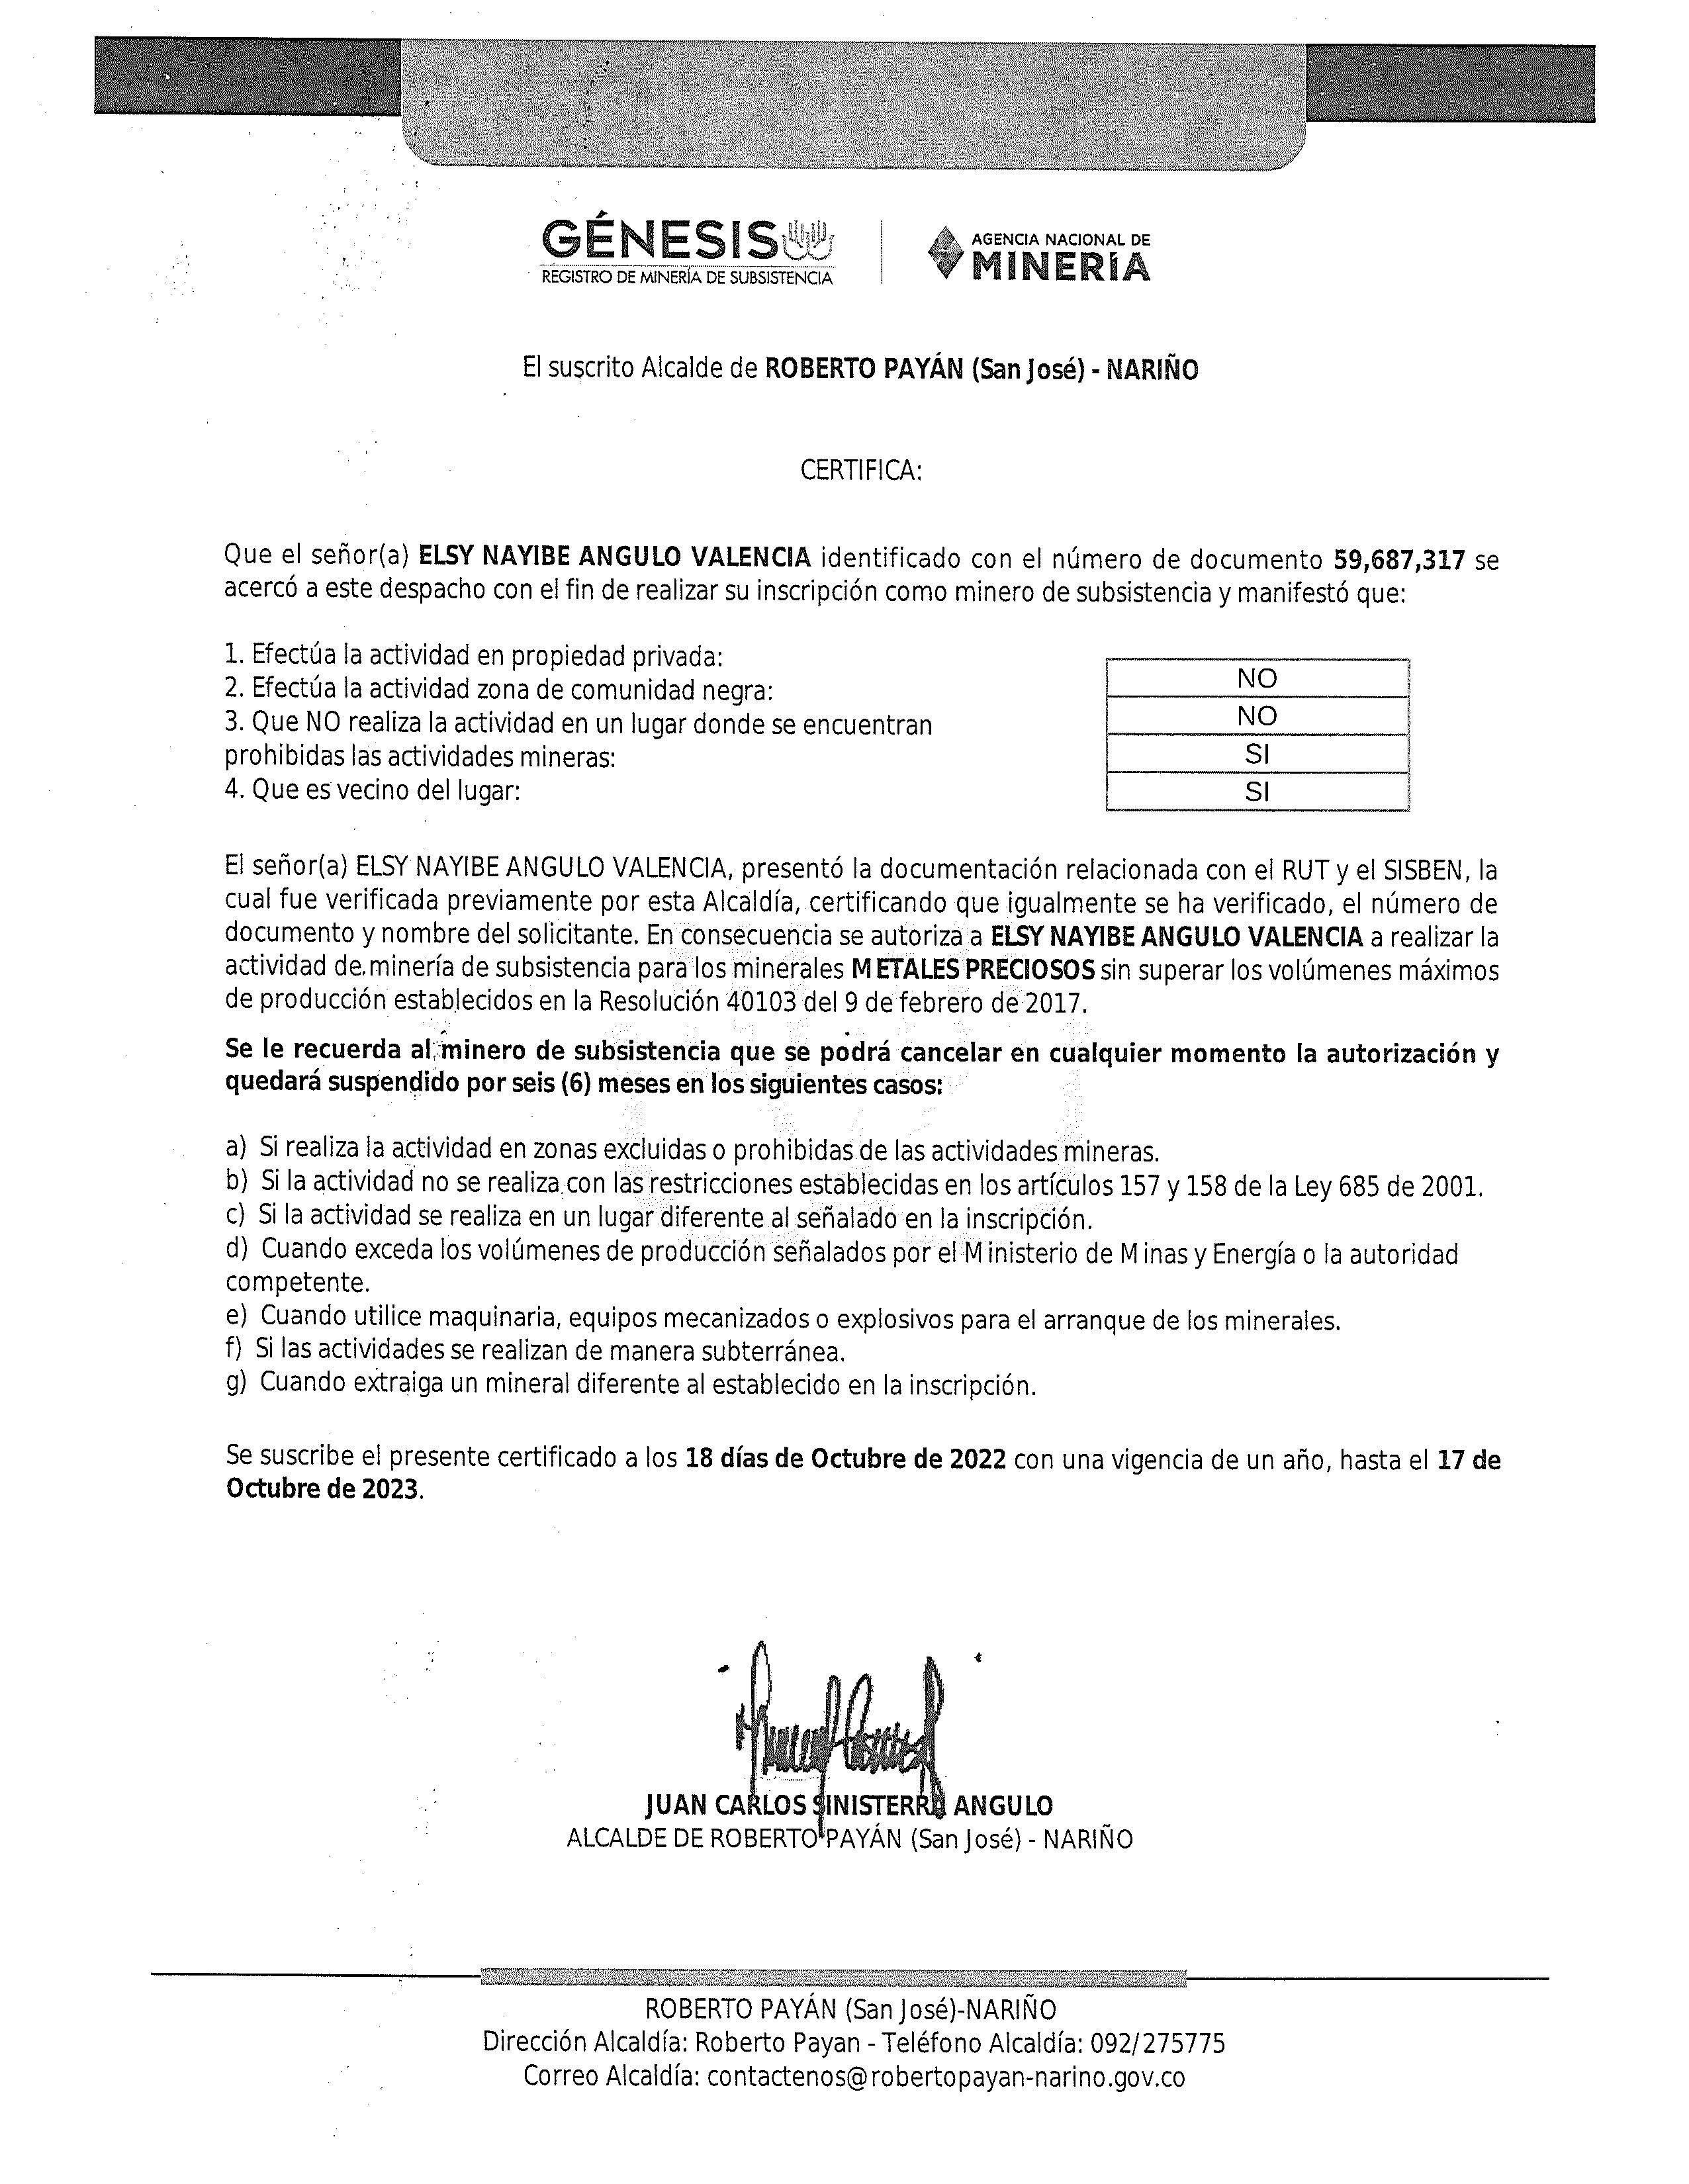 GÉNESIS
REGISTRO DE MINERÍA DE SUBSISTENCIA
AGENCIA NACIONAL DE
MINERÍA
El suscrito Alcalde de ROBERTO PAYÁN (San José) - NARIÑO
CERTIFICA:
Que el señor(a) ELSY NAYIBE ANGULO VALENCIA identificado con el número de documento 59,687,317 se
acercó a este despacho con el fin de realizar su inscripción como minero de subsistencia y manifestó que:
1. Efectúa la actividad en propiedad privada:
NO
2. Efectúa la actividad zona de comunidad negra:
NO
3. Que NO realiza la actividad en un lugar donde se encuentran
prohibidas las actividades mineras:
SI
4. Que es vecino del lugar:
SI
El señor(a) ELSY NAYIBE ANGULO VALENCIA, presentó la documentación relacionada con el RUT y el SISBEN, la
cual fue verificada previamente por esta Alcaldía, certificando que igualmente se ha verificado, el número de
documento y nombre del solicitante. En consecuencia se autoriza a ELSY NAYIBE ANGULO VALENCIA a realizar la
actividad de minería de subsistencia para los minerales METALES PRECIOSOS sin superar los volúmenes máximos
de producción establecidos en la Resolución 40103 del 9 de febrero de 2017.
Se le recuerda al minero de subsistencia que se podrá cancelar en cualquier momento la autorización y
quedará suspendido por seis (6) meses en los siguientes casos:
a) Si realiza la actividad en zonas excluidas o prohibidas de las actividades mineras.
b) Si la actividad no se realiza con las restricciones establecidas en los artículos 157 y 158 de la Ley 685 de 2001.
c) Si la actividad se realiza en un lugar diferente al señalado en la inscripción.
d) Cuando exceda los volúmenes de producción señalados por el Ministerio de Minas y Energía o la autoridad
competente.
e) Cuando utilice maquinaria, equipos mecanizados o explosivos para el arranque de los minerales.
f) Si las actividades se realizan de manera subterránea.
g) Cuando extraiga un mineral diferente al establecido en la inscripción.
Se suscribe el presente certificado a los 18 días de Octubre de 2022 con una vigencia de un año, hasta el 17 de
Octubre de 2023.
JUAN CARLOS SINISTERRA ANGULO
ALCALDE DE ROBERTO PAYÁN (San José) - NARIÑO
ROBERTO PAYÁN (San José)-NARIÑO
Dirección Alcaldía: Roberto Payan - Teléfono Alcaldía: 092/275775
Correo Alcaldía: contactenos@robertopayan-narino.gov.co